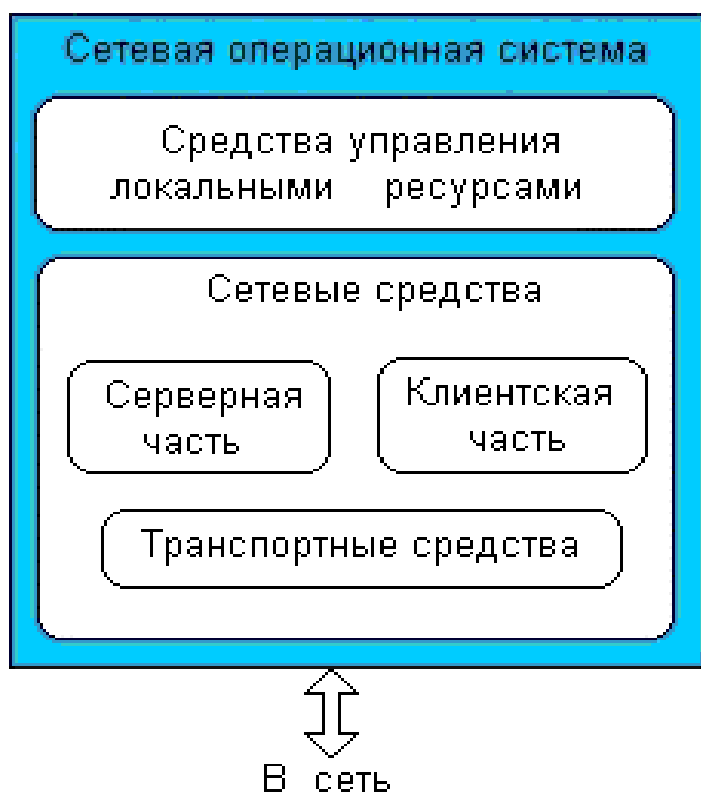 Сетевая операционная система
Средства управления
локальными ресурсами
Сетевые средства
Серверная
часть
Клиентская
часть
Транспортные средства
В сеть